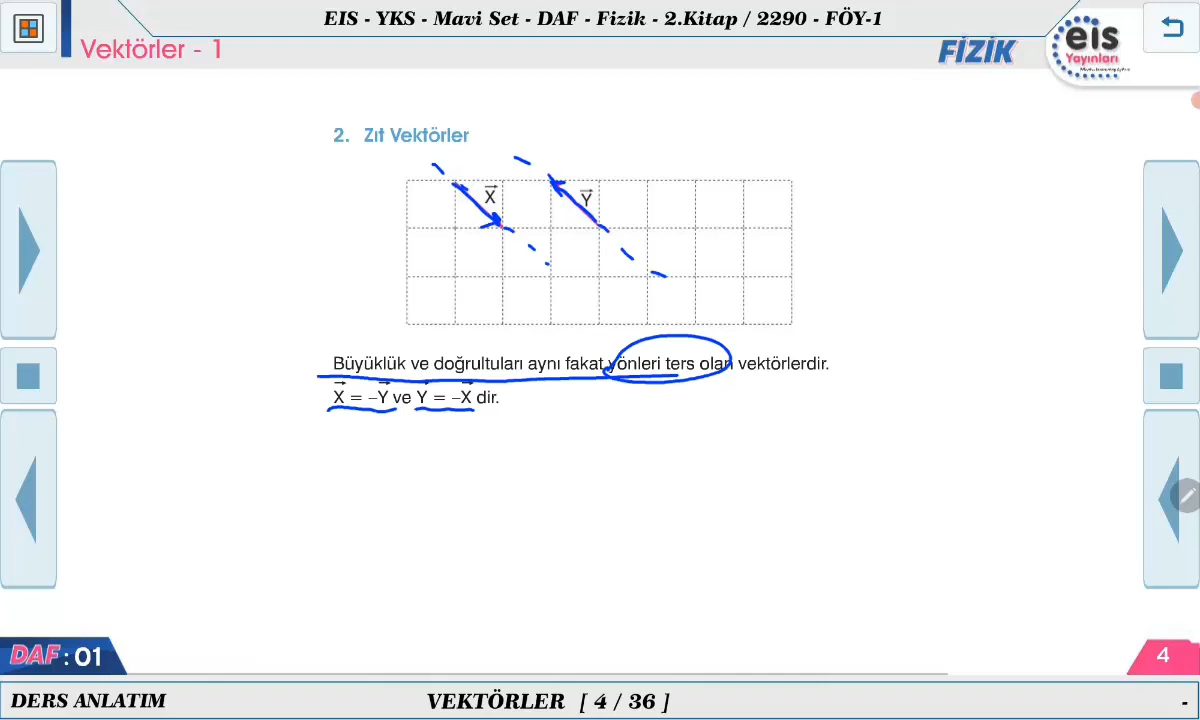 EIS - YKS - Mavi Set - DAF - Fizik - 2.Kitap / 2290 - FÖY-1
Vektörler - 1
FİZİK
eis
Yayınları
2. Zıt Vektörler
X
Y
Büyüklük ve doğrultuları aynı fakat yönleri ters olan vektörlerdir.
X = –Y ve Y = –X dir.
DAF : 01
4
DERS ANLATIM
VEKTÖRLER [ 4 / 36 ]
-